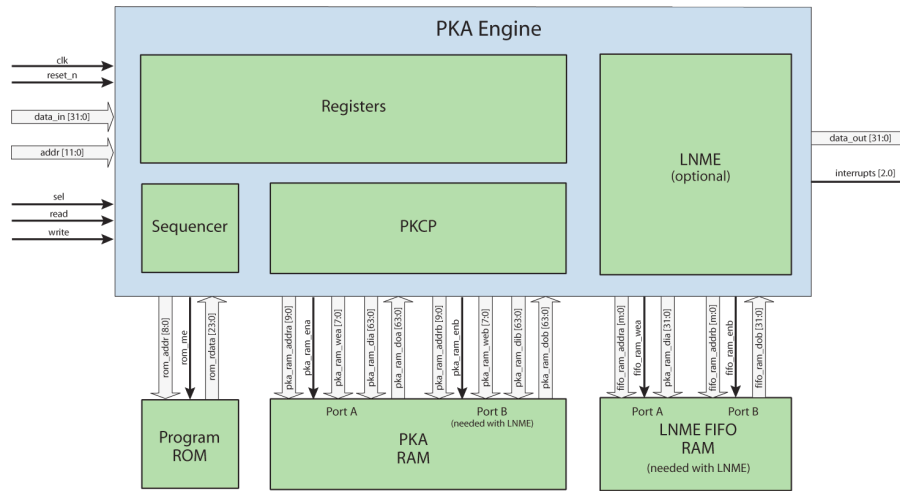 PKA Engine
clk
reset_n
data_in [31:0]
addr [11:0]
sel
read
write
Registers
Sequencer
PKCP
LNME
(optional)
data_out [31:0]
interrupts [2.0]
rom_addr [8:0]
rom_me
rom_rdata [23:0]
pka_ram_addra [9:0]
pka_ram_ena
pka_ram_wea [7:0]
pka_ram_dia [63:0]
pka_ram_doa [63:0]
pka_ram_addrb [9:0]
pka_ram_enb
pka_ram_web [7:0]
pka_ram_dib [63:0]
pka_ram_dob [63:0]
fifo_ram_addra [m:0]
fifo_ram_wea
fifo_ram_dia [31:0]
fifo_ram_addrb [m:0]
fifo_ram_enb
fifo_ram_dob [31:0]
Program
ROM
Port A
Port B
(needed with LNME)
PKA
RAM
Port A
Port B
LNME FIFO
RAM
(needed with LNME)